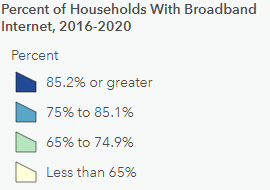 Percent of Households With Broadband
Internet, 2016-2020
Percent
85.2% or greater
75% to 85.1%
65% to 74.9%
Less than 65%